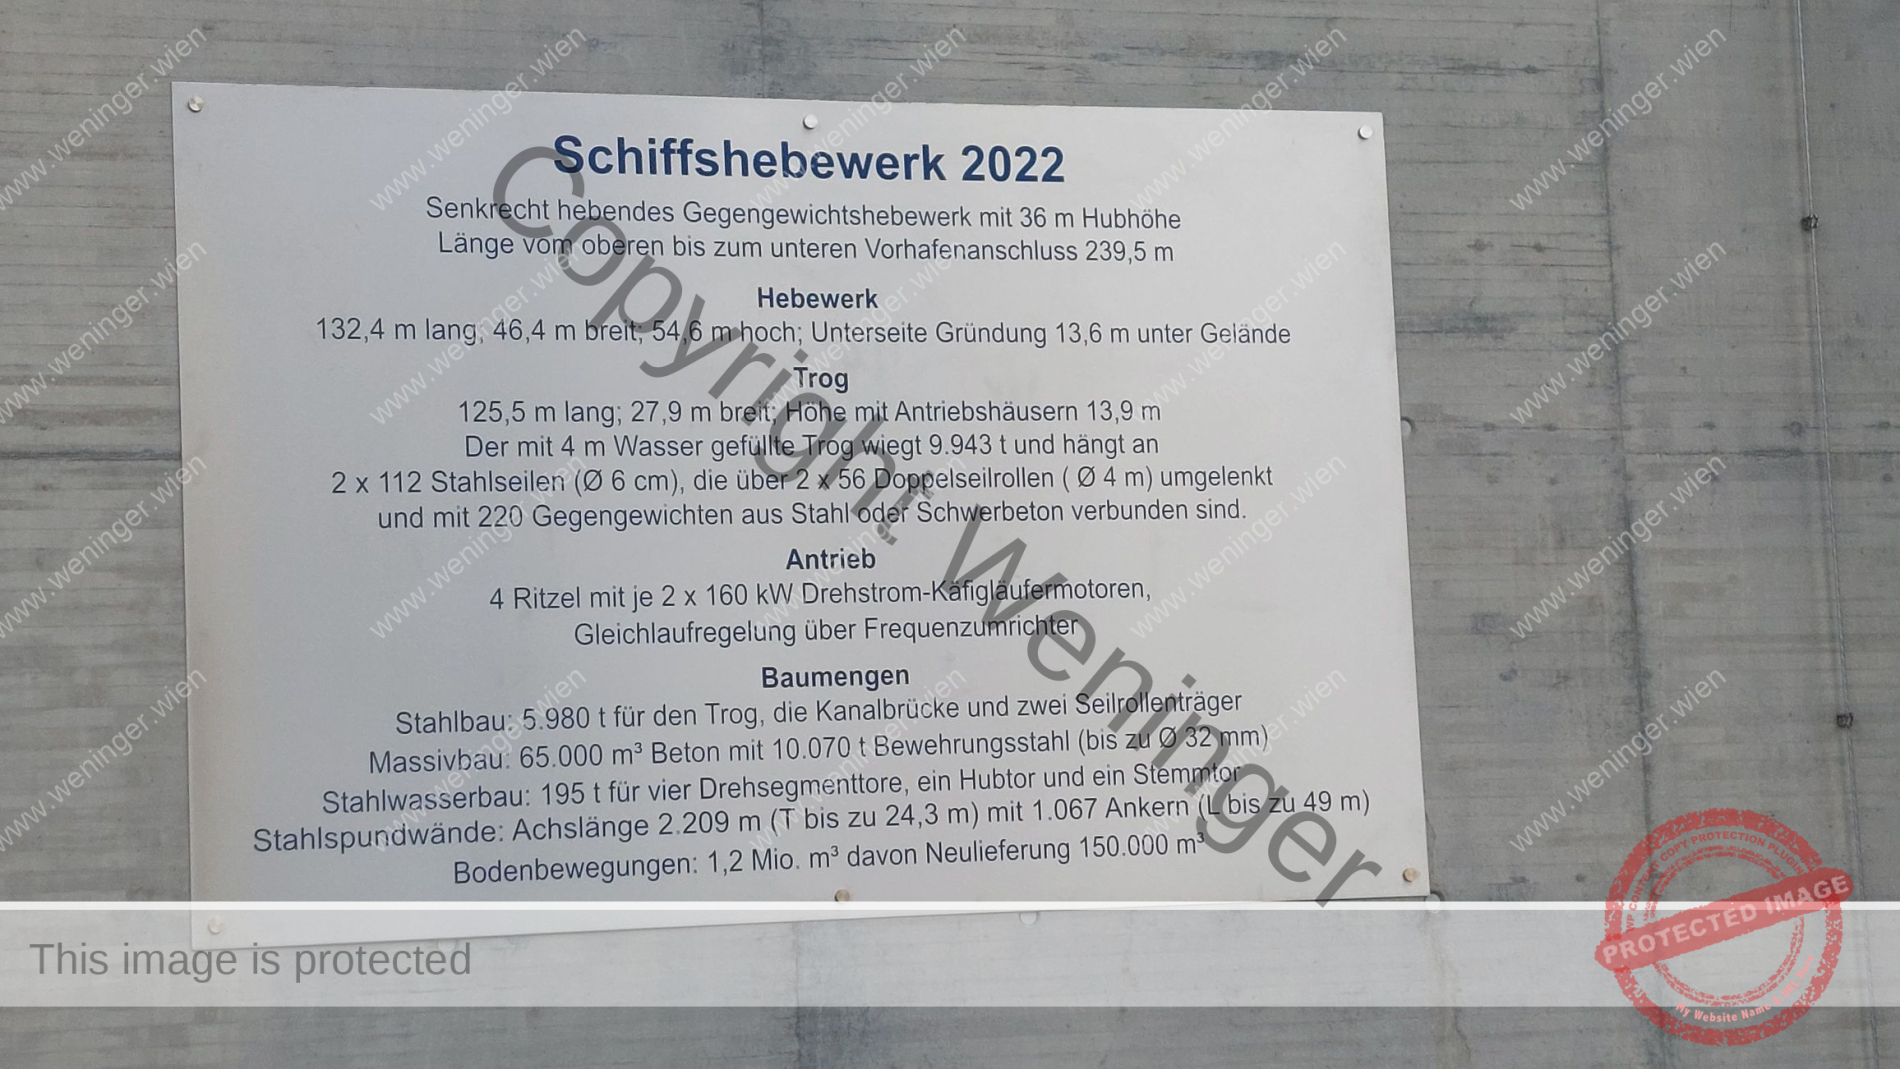 Schiffshebewerk 2022
Senkrecht hebendes Gegengewichtshebewerk mit 36 m Hubhöhe
Länge vom oberen bis zum unteren Vorhafenanschluss 239,5 m
Hebewerk
132,4 m lang; 46,4 m breit; 54,6 m hoch; Unterseite Gründung 13,6 m unter Gelände
Trog
125,5 m lang; 27,9 m breit; Höhe mit Antriebshäusern 13,9 m
Der mit 4 m Wasser gefüllte Trog wiegt 9.943 t und hängt an
2 x 112 Stahlseilen (Ø 6 cm), die über 2 x 56 Doppelseilrollen ( Ø 4 m) umgelenkt
und mit 220 Gegengewichten aus Stahl oder Schwerbeton verbunden sind.
Antrieb
4 Ritzel mit je 2 x 160 kW Drehstrom-Käfigläufermotoren,
Gleichlaufregelung über Frequenzumrichter
Baumengen
Stahlbau: 5.980 t für den Trog, die Kanalbrücke und zwei Seilrollenträger
Massivbau: 65.000 m³ Beton mit 10.070 t Bewehrungsstahl (bis zu Ø 32 mm)
Stahlwasserbau: 195 t für vier Drehsegmenttore, ein Hubtor und ein Stemmtor
Stahlspundwände: Achslänge 2.209 m (T bis zu 24,3 m) mit 1.067 Ankern (L bis zu 49 m)
Bodenbewegungen: 1,2 Mio. m³ davon Neulieferung 150.000 m³
Copyright Weninger
www.weninger.wien
This image is protected
PROTECTED IMAGE
My Website Name &